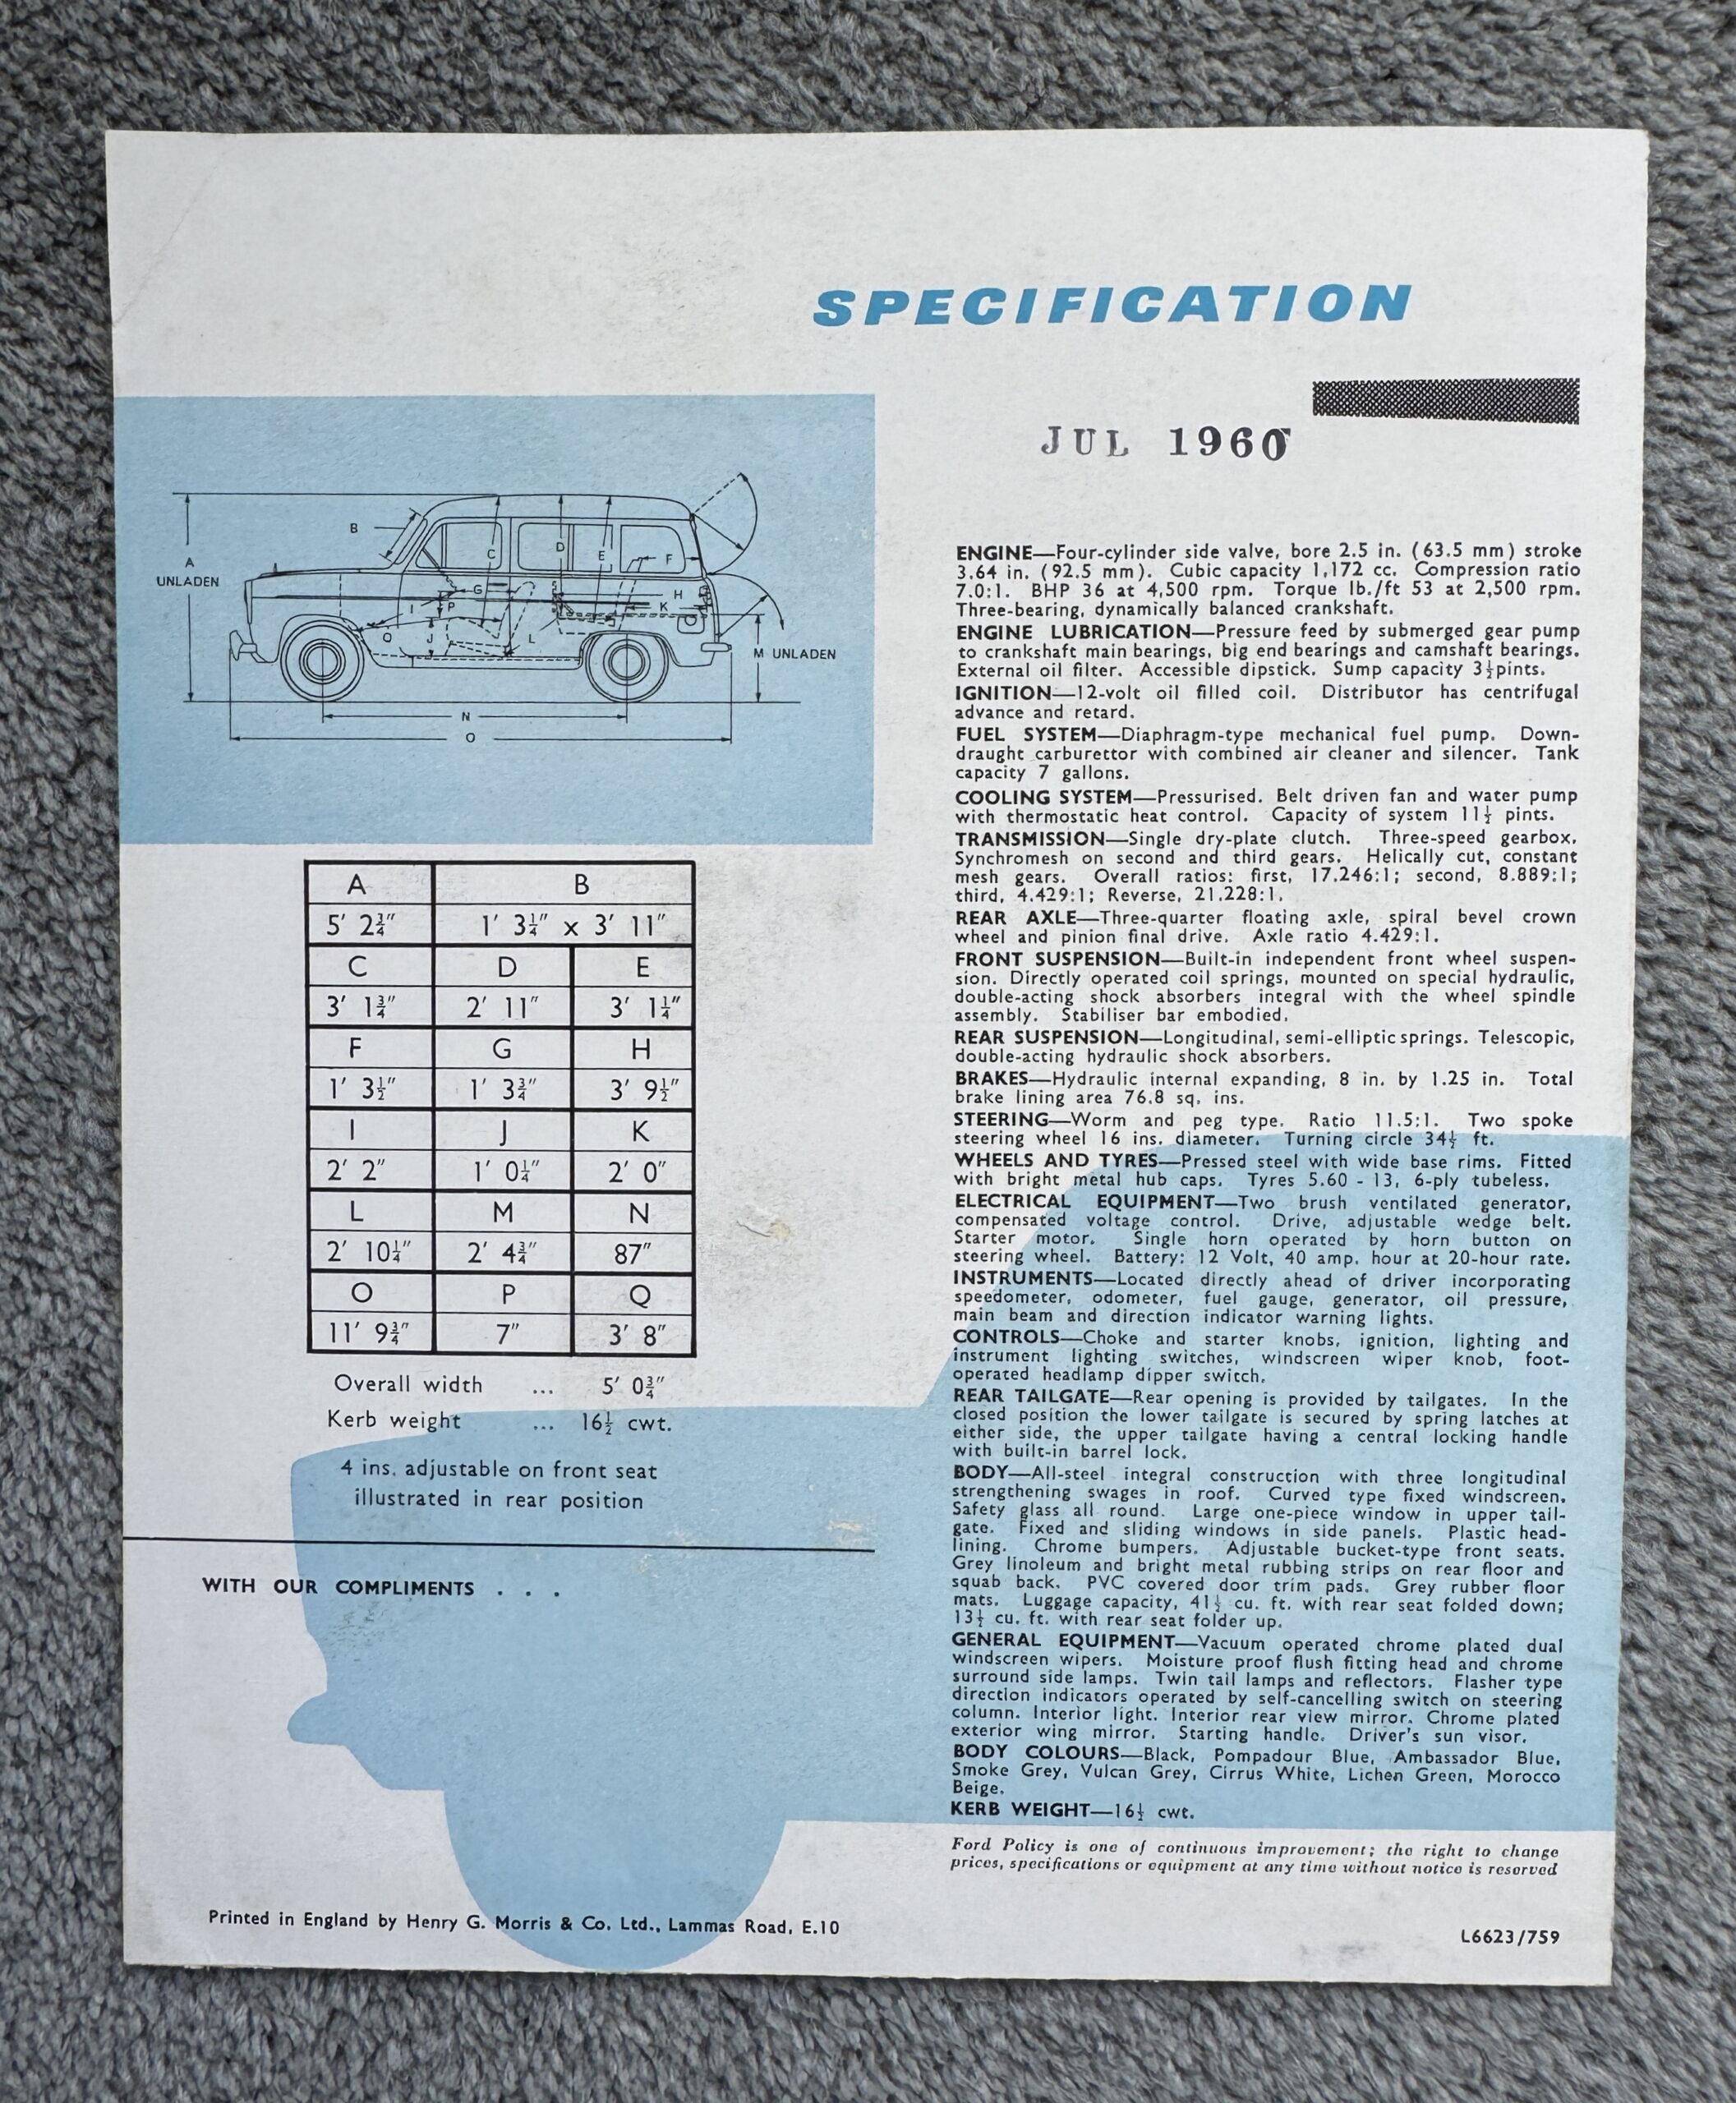 SPECIFICATION
JUL 1960
A
UNLADEN
B
C
D
E
F
G
H
I
P
K
Q
J
L
M UNLADEN
N
O
A B
5′ 2¾″ 1′ 3¼″ x 3′ 11″
C D E
3′ 1¾″ 2′ 11″ 3′ 1¼″
F G H
1′ 3½″ 1′ 3¾″ 3′ 9½″
I J K
2′ 2″ 1′ 0¼″ 2′ 0″
L M N
2′ 10¼″ 2′ 4¾″ 87″
O P Q
11′ 9¾″ 7″ 3′ 8″
Overall width ... 5′ 0¾″
Kerb weight ... 16½ cwt.
4 ins. adjustable on front seat
illustrated in rear position
WITH OUR COMPLIMENTS . . .
Printed in England by Henry G. Morris & Co. Ltd., Lammas Road, E.10
ENGINE—Four-cylinder side valve, bore 2.5 in. (63.5 mm) stroke
3.64 in. (92.5 mm). Cubic capacity 1,172 cc. Compression ratio
7.0:1. BHP 36 at 4,500 rpm. Torque lb./ft 53 at 2,500 rpm.
Three-bearing, dynamically balanced crankshaft.
ENGINE LUBRICATION—Pressure feed by submerged gear pump
to crankshaft main bearings, big end bearings and camshaft bearings.
External oil filter. Accessible dipstick. Sump capacity 3½pints.
IGNITION—12-volt oil filled coil. Distributor has centrifugal
advance and retard.
FUEL SYSTEM—Diaphragm-type mechanical fuel pump. Down-
draught carburettor with combined air cleaner and silencer. Tank
capacity 7 gallons.
COOLING SYSTEM—Pressurised. Belt driven fan and water pump
with thermostatic heat control. Capacity of system 11½ pints.
TRANSMISSION—Single dry-plate clutch. Three-speed gearbox.
Synchromesh on second and third gears. Helically cut, constant
mesh gears. Overall ratios: first, 17.246:1; second, 8.889:1;
third, 4.429:1; Reverse, 21.228:1.
REAR AXLE—Three-quarter floating axle, spiral bevel crown
wheel and pinion final drive. Axle ratio 4.429:1.
FRONT SUSPENSION—Built-in independent front wheel suspen-
sion. Directly operated coil springs, mounted on special hydraulic,
double-acting shock absorbers integral with the wheel spindle
assembly. Stabiliser bar embodied.
REAR SUSPENSION—Longitudinal, semi-elliptic springs. Telescopic,
double-acting hydraulic shock absorbers.
BRAKES—Hydraulic internal expanding, 8 in. by 1.25 in. Total
brake lining area 76.8 sq. ins.
STEERING—Worm and peg type. Ratio 11.5:1. Two spoke
steering wheel 16 ins. diameter. Turning circle 34½ ft.
WHEELS AND TYRES—Pressed steel with wide base rims. Fitted
with bright metal hub caps. Tyres 5.60 - 13, 6-ply tubeless.
ELECTRICAL EQUIPMENT—Two brush ventilated generator,
compensated voltage control. Drive, adjustable wedge belt.
Starter motor. Single horn operated by horn button on
steering wheel. Battery: 12 Volt, 40 amp. hour at 20-hour rate.
INSTRUMENTS—Located directly ahead of driver incorporating
speedometer, odometer, fuel gauge, generator, oil pressure,
main beam and direction indicator warning lights.
CONTROLS—Choke and starter knobs, ignition, lighting and
instrument lighting switches, windscreen wiper knob, foot-
operated headlamp dipper switch.
REAR TAILGATE—Rear opening is provided by tailgates. In the
closed position the lower tailgate is secured by spring latches at
either side, the upper tailgate having a central locking handle
with built-in barrel lock.
BODY—All-steel integral construction with three longitudinal
strengthening swages in roof. Curved type fixed windscreen.
Safety glass all round. Large one-piece window in upper tail-
gate. Fixed and sliding windows in side panels. Plastic head-
lining. Chrome bumpers. Adjustable bucket-type front seats.
Grey linoleum and bright metal rubbing strips on rear floor and
squab back. PVC covered door trim pads. Grey rubber floor
mats. Luggage capacity, 41½ cu. ft. with rear seat folded down;
13½ cu. ft. with rear seat folder up.
GENERAL EQUIPMENT—Vacuum operated chrome plated dual
windscreen wipers. Moisture proof flush fitting head and chrome
surround side lamps. Twin tail lamps and reflectors. Flasher type
direction indicators operated by self-cancelling switch on steering
column. Interior light. Interior rear view mirror. Chrome plated
exterior wing mirror. Starting handle. Driver's sun visor.
BODY COLOURS—Black, Pompadour Blue, Ambassador Blue,
Smoke Grey, Vulcan Grey, Cirrus White, Lichen Green, Morocco
Beige.
KERB WEIGHT—16½ cwt.
Ford Policy is one of continuous improvement; the right to change
prices, specifications or equipment at any time without notice is reserved
L6623/759